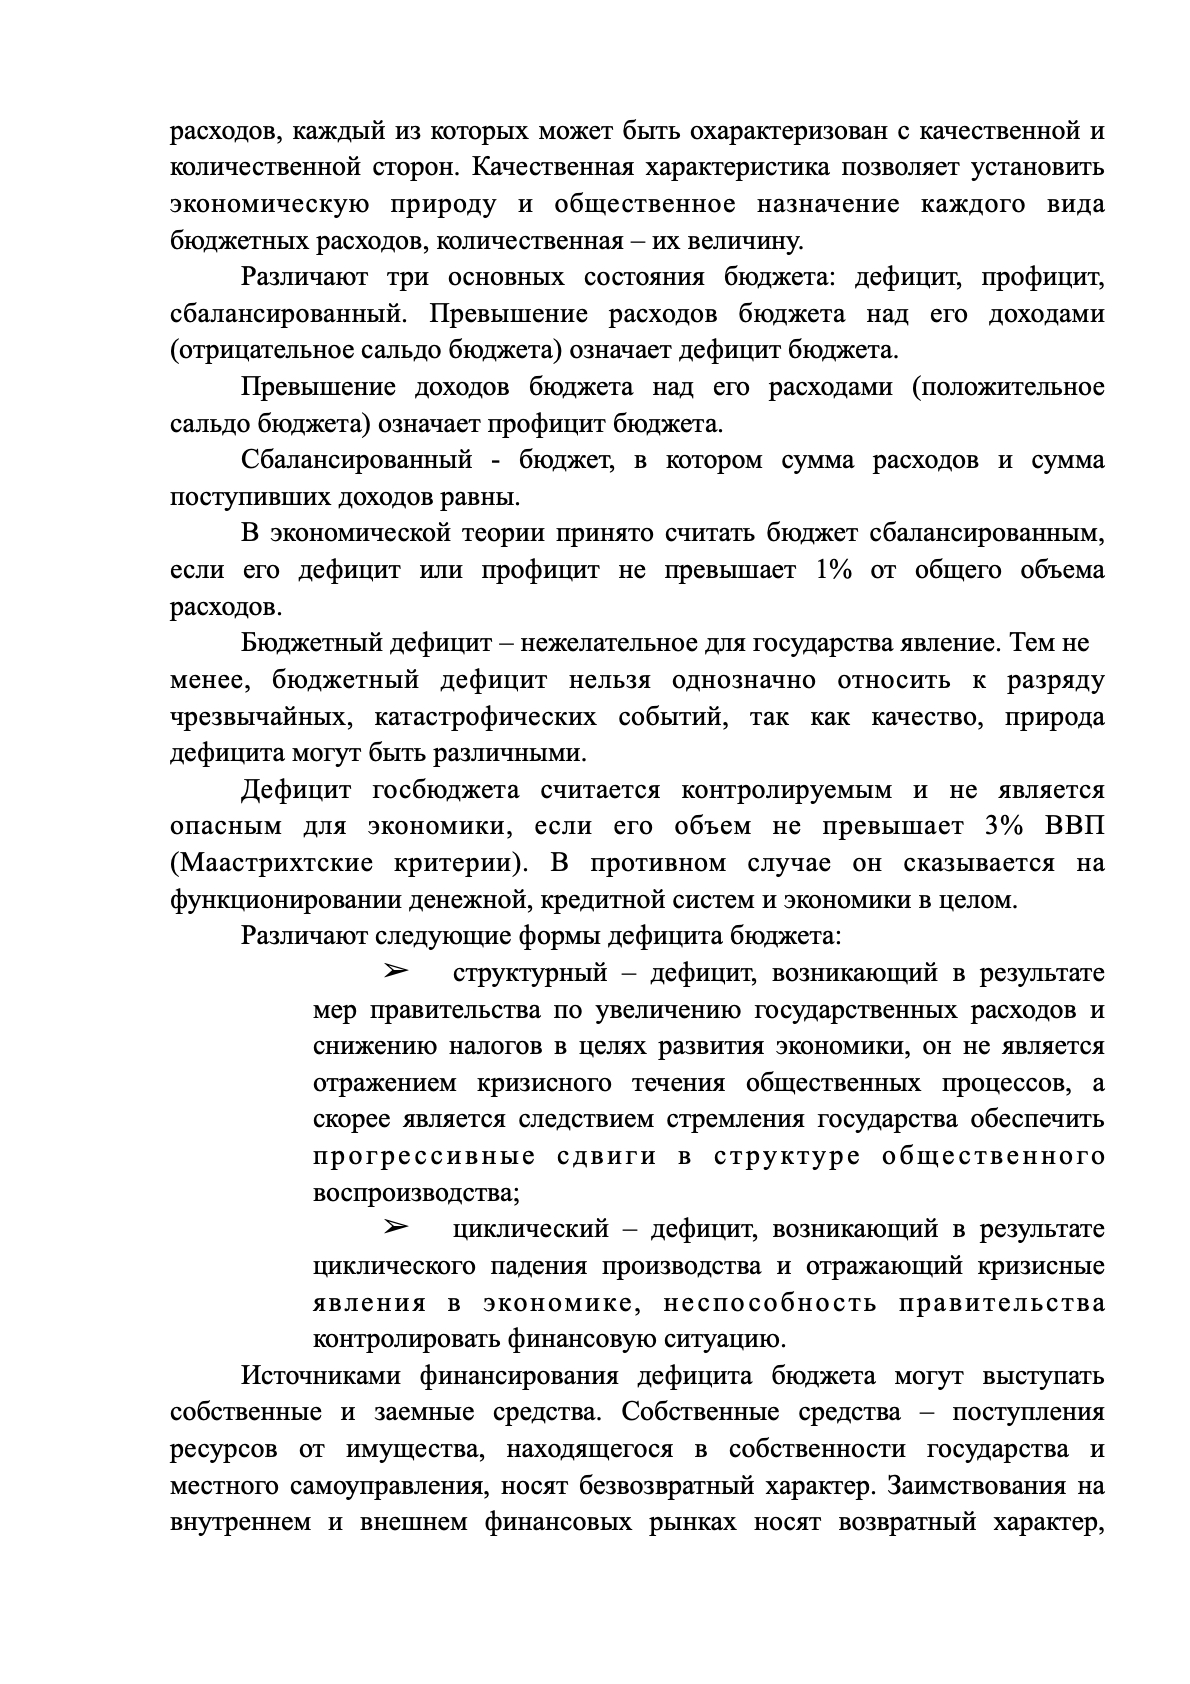 расходов, каждый из которых может быть охарактеризован с качественной и
количественной сторон. Качественная характеристика позволяет установить
экономическую природу и общественное назначение каждого вида
бюджетных расходов, количественная – их величину.
Различают три основных состояния бюджета: дефицит, профицит,
сбалансированный. Превышение расходов бюджета над его доходами
(отрицательное сальдо бюджета) означает дефицит бюджета.
Превышение доходов бюджета над его расходами (положительное
сальдо бюджета) означает профицит бюджета.
Сбалансированный - бюджет, в котором сумма расходов и сумма
поступивших доходов равны.
В экономической теории принято считать бюджет сбалансированным,
если его дефицит или профицит не превышает 1% от общего объема
расходов.
Бюджетный дефицит – нежелательное для государства явление. Тем не
менее, бюджетный дефицит нельзя однозначно относить к разряду
чрезвычайных, катастрофических событий, так как качество, природа
дефицита могут быть различными.
Дефицит госбюджета считается контролируемым и не является
опасным для экономики, если его объем не превышает 3% ВВП
(Маастрихтские критерии). В противном случае он сказывается на
функционировании денежной, кредитной систем и экономики в целом.
Различают следующие формы дефицита бюджета:
➢ структурный – дефицит, возникающий в результате
мер правительства по увеличению государственных расходов и
снижению налогов в целях развития экономики, он не является
отражением кризисного течения общественных процессов, а
скорее является следствием стремления государства обеспечить
прогрессивные сдвиги в структуре общественного
воспроизводства;
➢ циклический – дефицит, возникающий в результате
циклического падения производства и отражающий кризисные
явления в экономике, неспособность правительства
контролировать финансовую ситуацию.
Источниками финансирования дефицита бюджета могут выступать
собственные и заемные средства. Собственные средства – поступления
ресурсов от имущества, находящегося в собственности государства и
местного самоуправления, носят безвозвратный характер. Заимствования на
внутреннем и внешнем финансовых рынках носят возвратный характер,